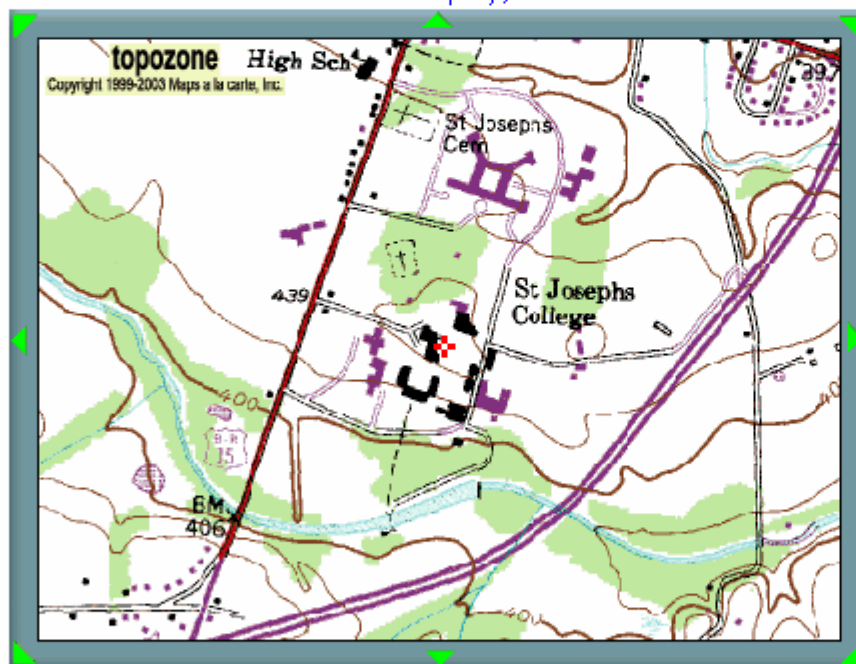 topozone
Copyright 1999-2003 Maps a la carte, Inc.
High Sch
397
St Josephs
Cem
439
St Josephs
College
400
B-R
15
BM
406
400